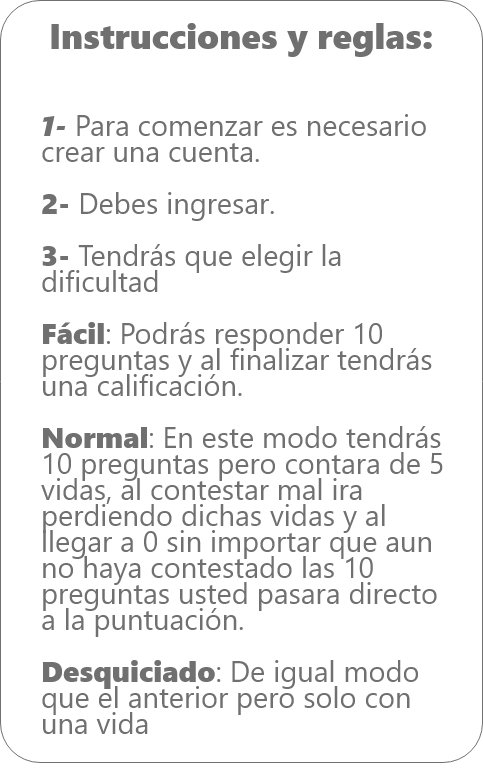 Instrucciones y reglas:
1- Para comenzar es necesario
crear una cuenta.
2- Debes ingresar.
3- Tendrás que elegir la
dificultad
Fácil: Podrás responder 10
preguntas y al finalizar tendrás
una calificación.
Normal: En este modo tendrás
10 preguntas pero contara de 5
vidas, al contestar mal ira
perdiendo dichas vidas y al
llegar a 0 sin importar que aun
no haya contestado las 10
preguntas usted pasara directo
a la puntuación.
Desquiciado: De igual modo
que el anterior pero solo con
una vida